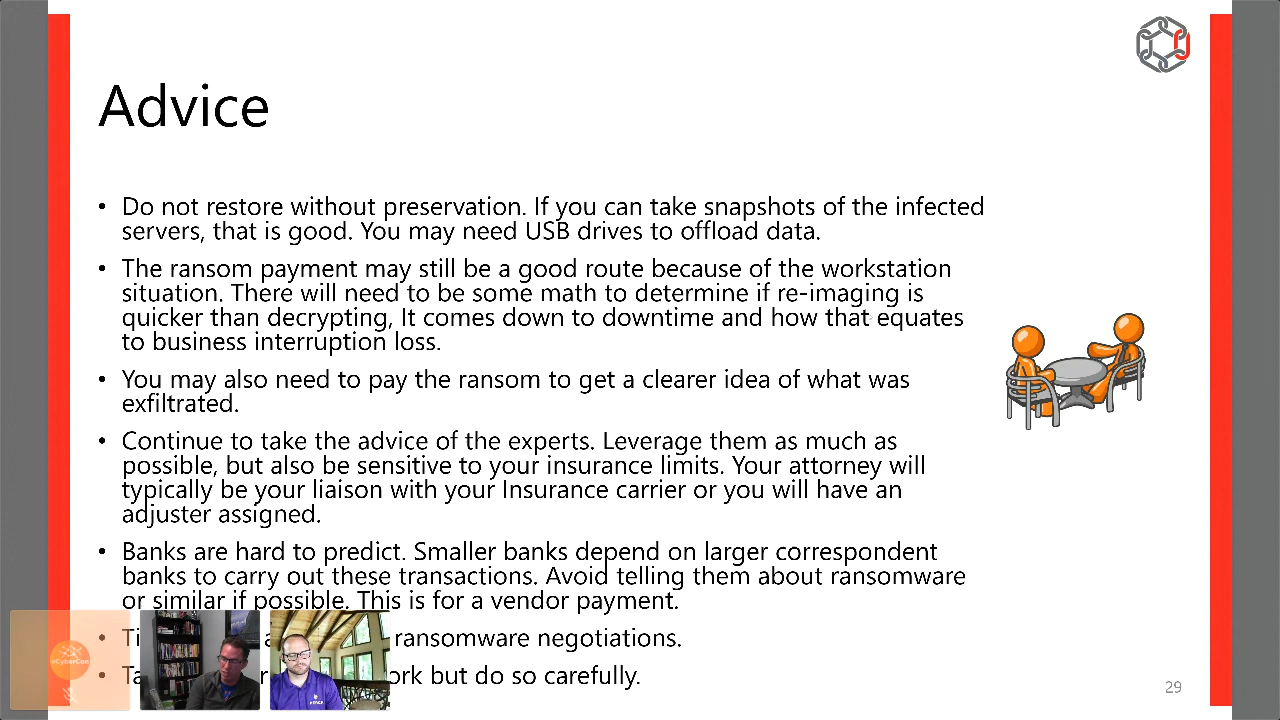 Advice
• Do not restore without preservation. If you can take snapshots of the infected
servers, that is good. You may need USB drives to offload data.
• The ransom payment may still be a good route because of the workstation
situation. There will need to be some math to determine if re-imaging is
quicker than decrypting, It comes down to downtime and how that equates
to business interruption loss.
• You may also need to pay the ransom to get a clearer idea of what was
exfiltrated.
• Continue to take the advice of the experts. Leverage them as much as
possible, but also be sensitive to your insurance limits. Your attorney will
typically be your liaison with your Insurance carrier or you will have an
adjuster assigned.
• Banks are hard to predict. Smaller banks depend on larger correspondent
banks to carry out these transactions. Avoid telling them about ransomware
or similar if possible. This is for a vendor payment.
• ransomware negotiations.
• but do so carefully.
eCyberCon
29